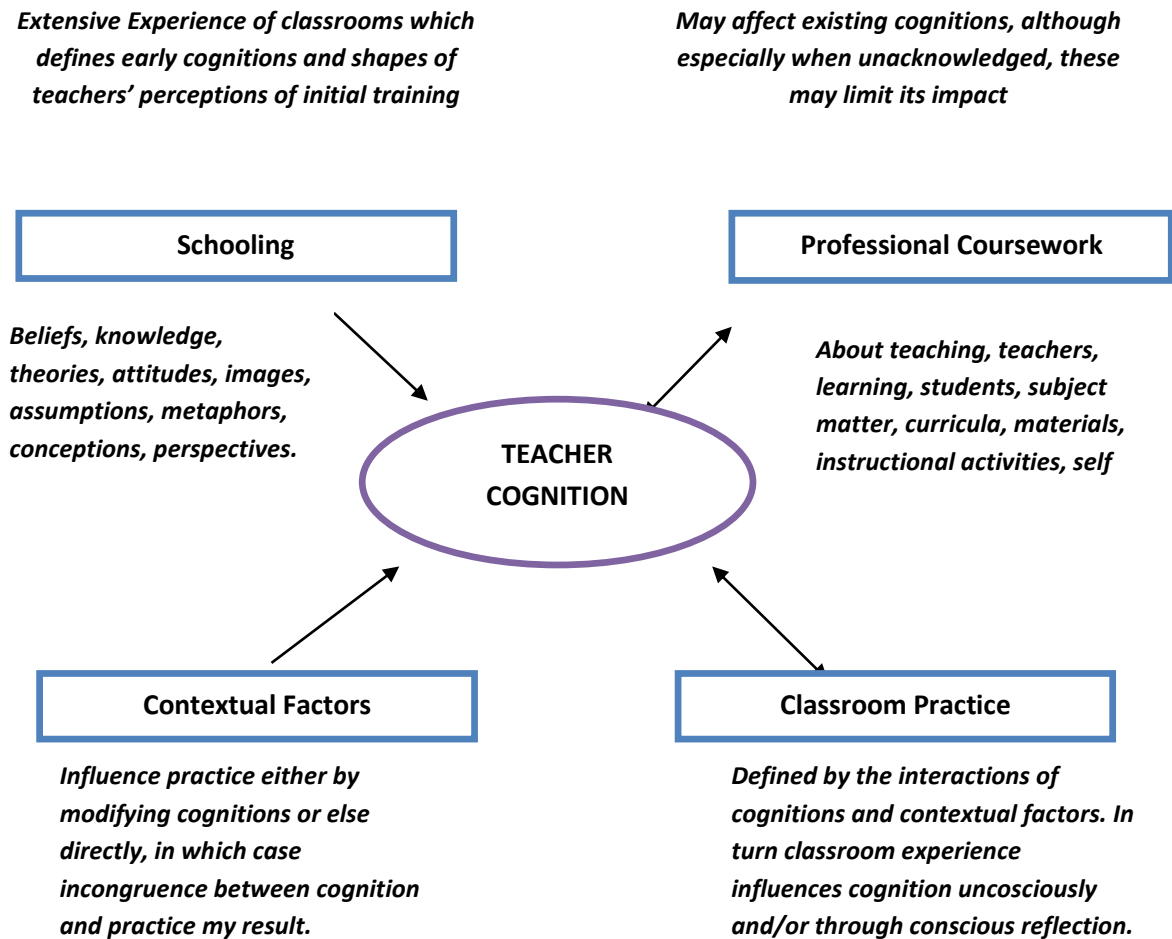 Extensive Experience of classrooms which
defines early cognitions and shapes of
teachers’ perceptions of initial training
May affect existing cognitions, although
especially when unacknowledged, these
may limit its impact
Schooling
Professional Coursework
Beliefs, knowledge,
theories, attitudes, images,
assumptions, metaphors,
conceptions, perspectives.
About teaching, teachers,
learning, students, subject
matter, curricula, materials,
instructional activities, self
TEACHER
COGNITION
Contextual Factors
Classroom Practice
Influence practice either by
modifying cognitions or else
directly, in which case
incongruence between cognition
and practice my result.
Defined by the interactions of
cognitions and contextual factors. In
turn classroom experience
influences cognition uncosciously
and/or through conscious reflection.